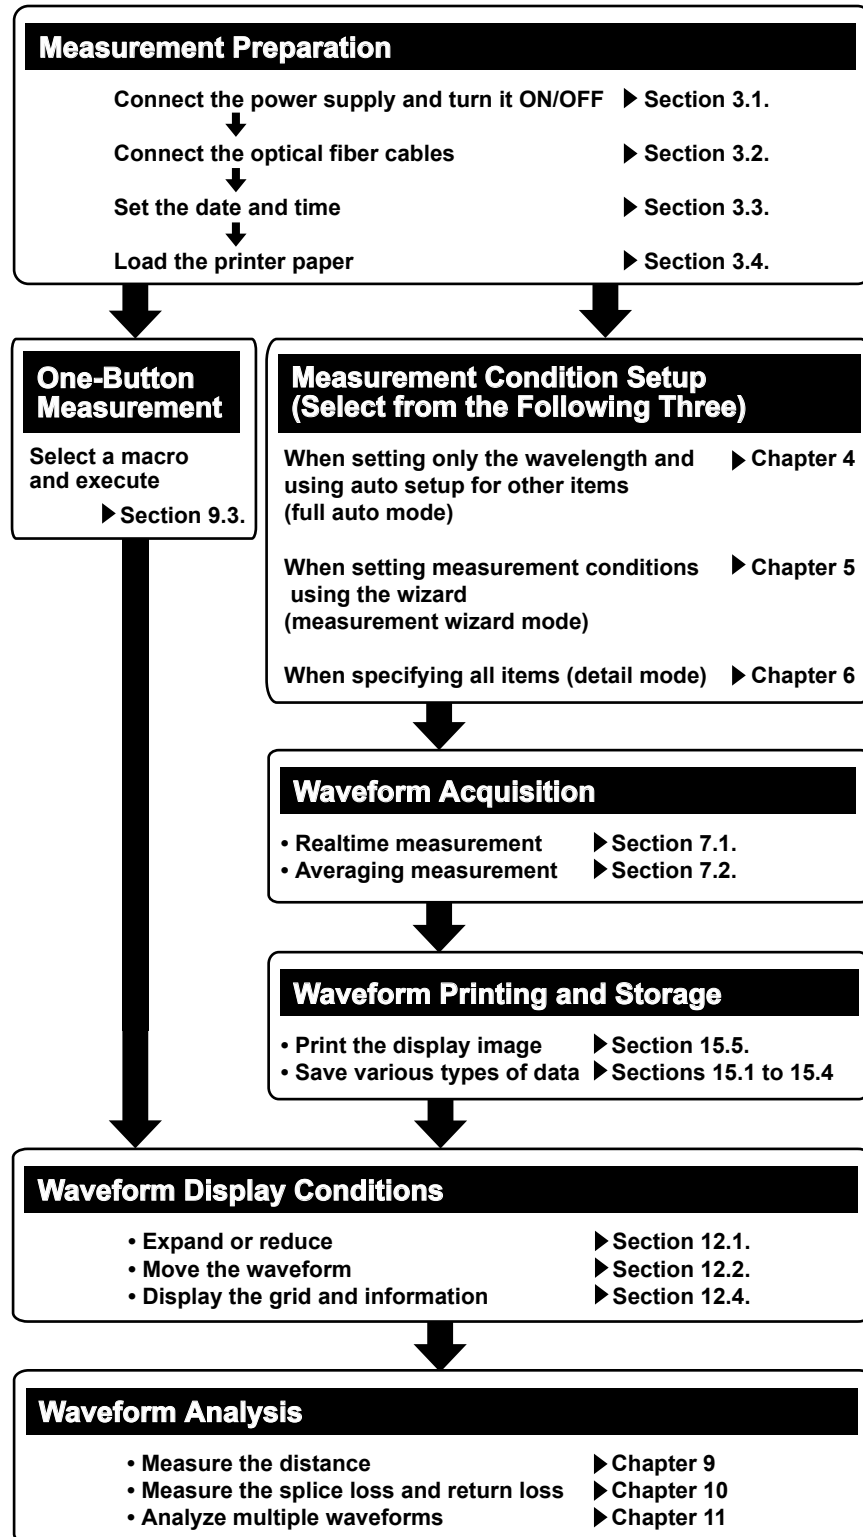 Measurement Preparation
Connect the power supply and turn it ON/OFF ▶ Section 3.1.
Connect the optical fiber cables ▶ Section 3.2.
Set the date and time ▶ Section 3.3.
Load the printer paper ▶ Section 3.4.
One-Button
Measurement
Select a macro
and execute
▶ Section 9.3.
Measurement Condition Setup
(Select from the Following Three)
When setting only the wavelength and ▶ Chapter 4
using auto setup for other items
(full auto mode)
When setting measurement conditions ▶ Chapter 5
using the wizard
(measurement wizard mode)
When specifying all items (detail mode) ▶ Chapter 6
Waveform Acquisition
• Realtime measurement ▶ Section 7.1.
• Averaging measurement ▶ Section 7.2.
Waveform Printing and Storage
• Print the display image ▶ Section 15.5.
• Save various types of data ▶ Sections 15.1 to 15.4
Waveform Display Conditions
• Expand or reduce ▶ Section 12.1.
• Move the waveform ▶ Section 12.2.
• Display the grid and information ▶ Section 12.4.
Waveform Analysis
• Measure the distance ▶ Chapter 9
• Measure the splice loss and return loss ▶ Chapter 10
• Analyze multiple waveforms ▶ Chapter 11